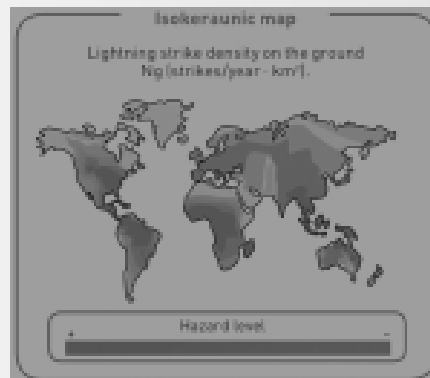 Isokeraunic map
Lightning strike density on the ground
Ng (strikes/year · km²).
Hazard level
+ -